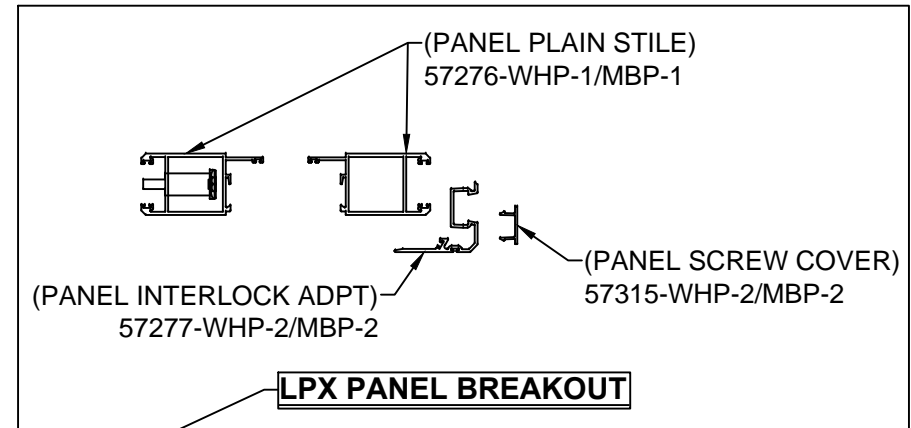 (PANEL PLAIN STILE)
57276-WHP-1/MBP-1
(PANEL SCREW COVER)
57315-WHP-2/MBP-2
(PANEL INTERLOCK ADPT)
57277-WHP-2/MBP-2
LPX PANEL BREAKOUT